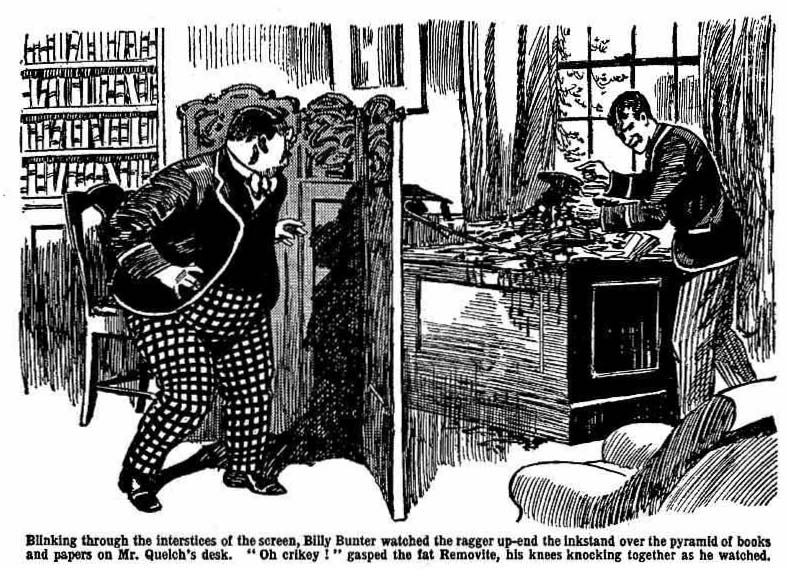 Blinking through the interstices of the screen, Billy Bunter watched the ragger up-end the inkstand over the pyramid of books
and papers on Mr. Quelch's desk. "Oh crikey!" gasped the fat Removite, his knees knocking together as he watched.